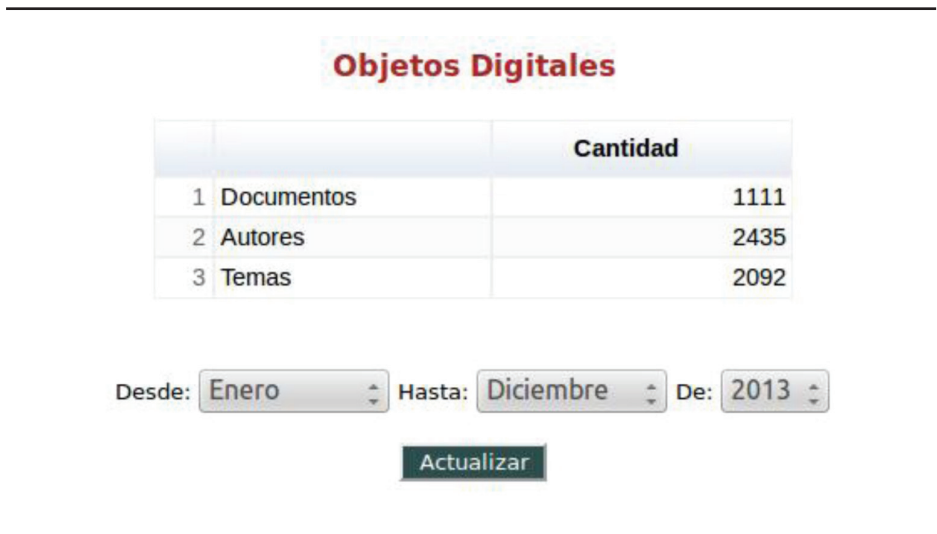 Objetos Digitales
Cantidad
1 Documentos 1111
2 Autores 2435
3 Temas 2092
Desde: Enero Hasta: Diciembre De: 2013
Actualizar